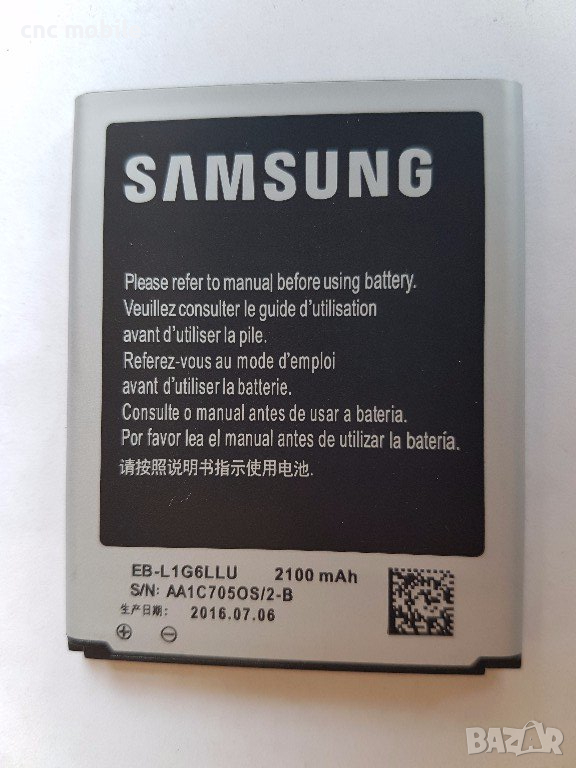 cnc mobiles
SAMSUNG
Please refer to manual before using battery.
Veuillez consulter le guide d'utilisation
avant d'utiliser la pile.
Referez-vous au mode d'emploi
avant d'utiliser la batterie.
Consulte o manual antes de usar a bateria.
Por favor lea el manual antes de utilizar la batería.
请按照说明书指示使用电池.
EB-L1G6LLU 2100 mAh
S/N: AA1C705OS/2-B
生产日期: 2016.07.06
BAZAR